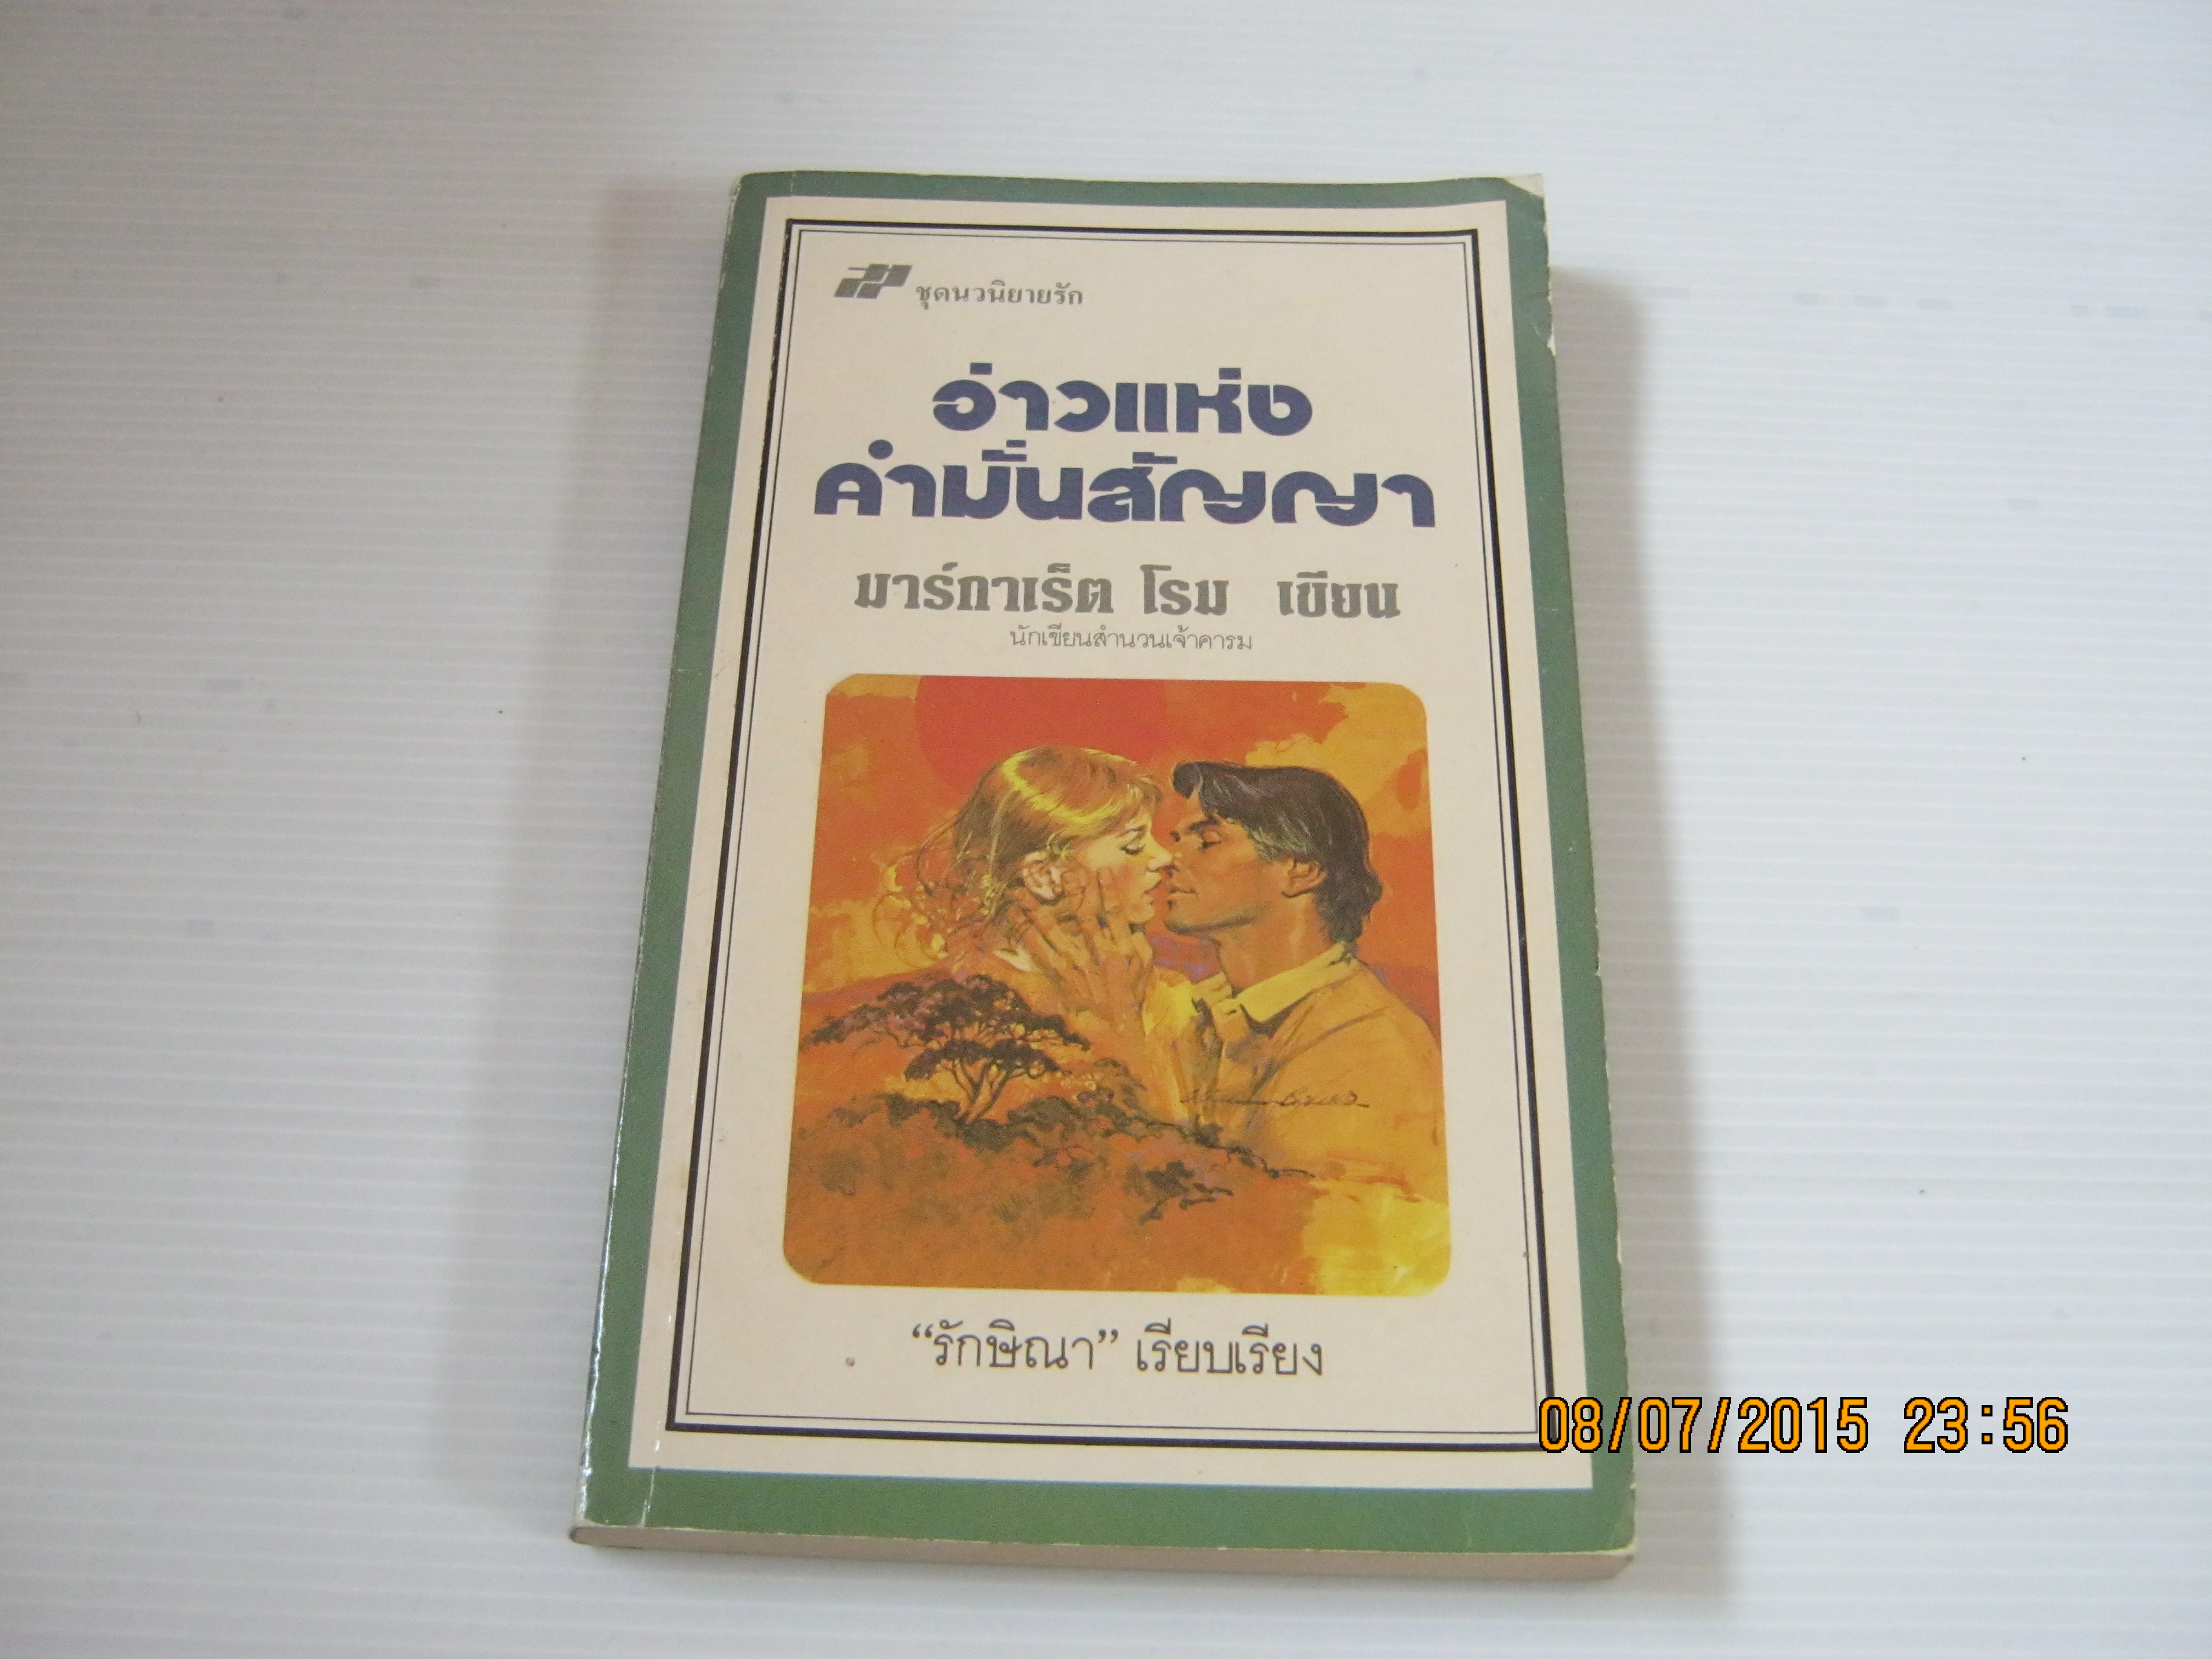 ชุดนวนิยายรัก
อ่าวแห่ง
คำมั่นสัญญา
มาร์กาเร็ต โรม เขียน
นักเขียนสำนวนเจ้าคารม
“รักษิณา” เรียบเรียง
08/07/2015 23:56